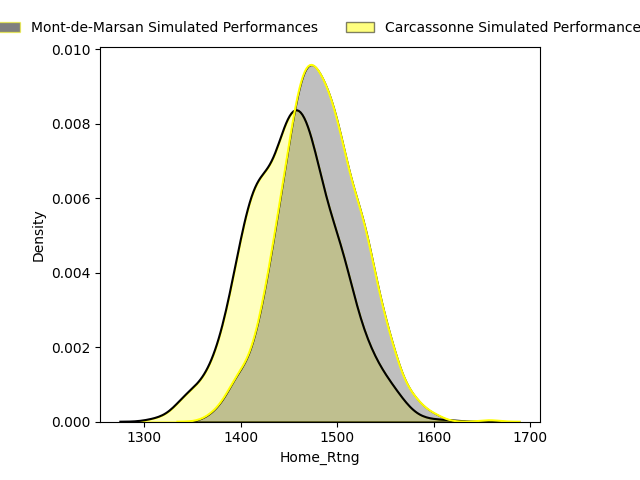 Mont-de-Marsan Simulated Performances Carcassonne Simulated Performance
0.010
0.008
0.006
0.004
0.002
0.000
Density
1300 1400 1500 1600 1700
Home_Rtng